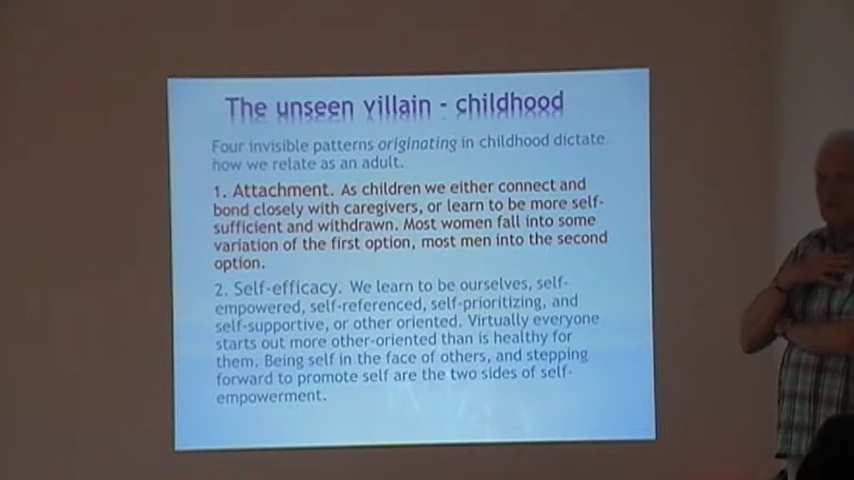 The unseen villain - childhood
Four invisible patterns originating in childhood dictate
how we relate as an adult.
1. Attachment. As children we either connect and
bond closely with caregivers, or learn to be more self-
sufficient and withdrawn. Most women fall into some
variation of the first option, most men into the second
option.
2. Self-efficacy. We learn to be ourselves, self-
empowered, self-referenced, self-prioritizing, and
self-supportive, or other oriented. Virtually everyone
starts out more other-oriented than is healthy for
them. Being self in the face of others, and stepping
forward to promote self are the two sides of self-
empowerment.